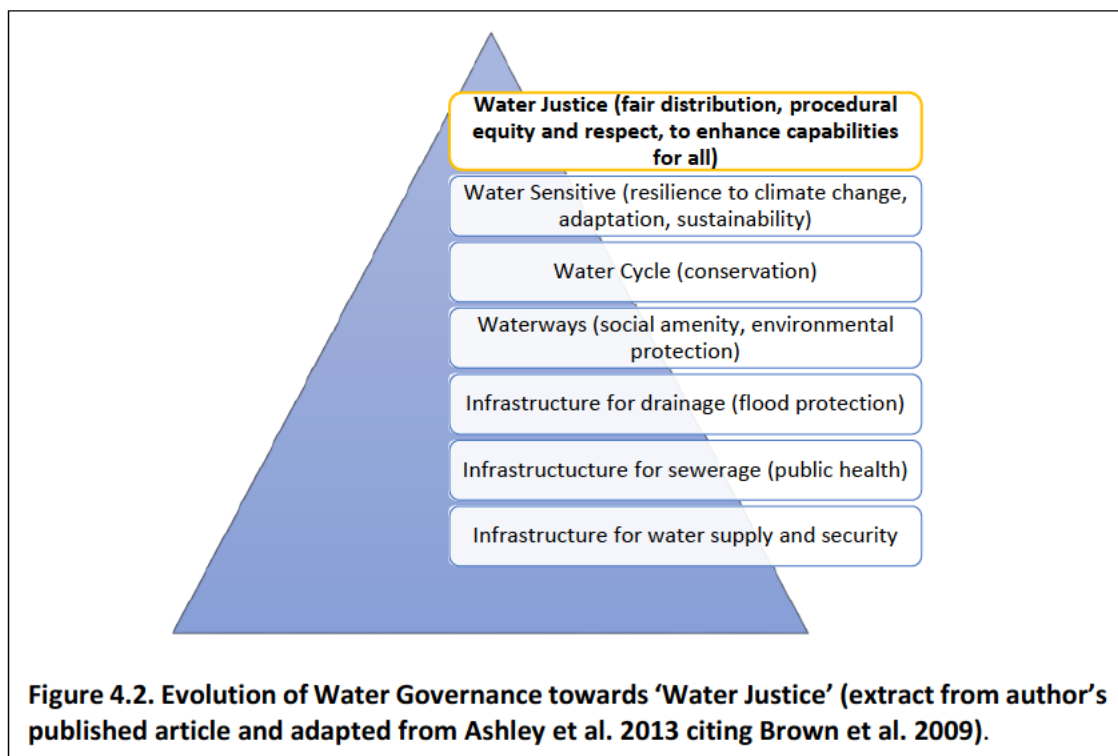 Water Justice (fair distribution, procedural
equity and respect, to enhance capabilities
for all)
Water Sensitive (resilience to climate change,
adaptation, sustainability)
Water Cycle (conservation)
Waterways (social amenity, environmental
protection)
Infrastructure for drainage (flood protection)
Infrastructucture for sewerage (public health)
Infrastructure for water supply and security
Figure 4.2. Evolution of Water Governance towards ‘Water Justice’ (extract from author’s
published article and adapted from Ashley et al. 2013 citing Brown et al. 2009).